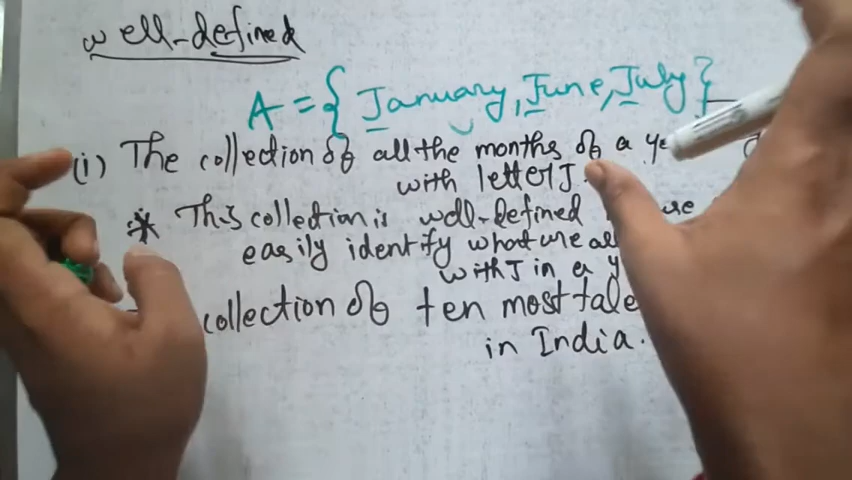 well-defined
A = { January, June, July }
(i) The collection of all the months of a
with letter J
* This collection is well-defined
easily identify what are
with J in a
collection of ten most
in India.